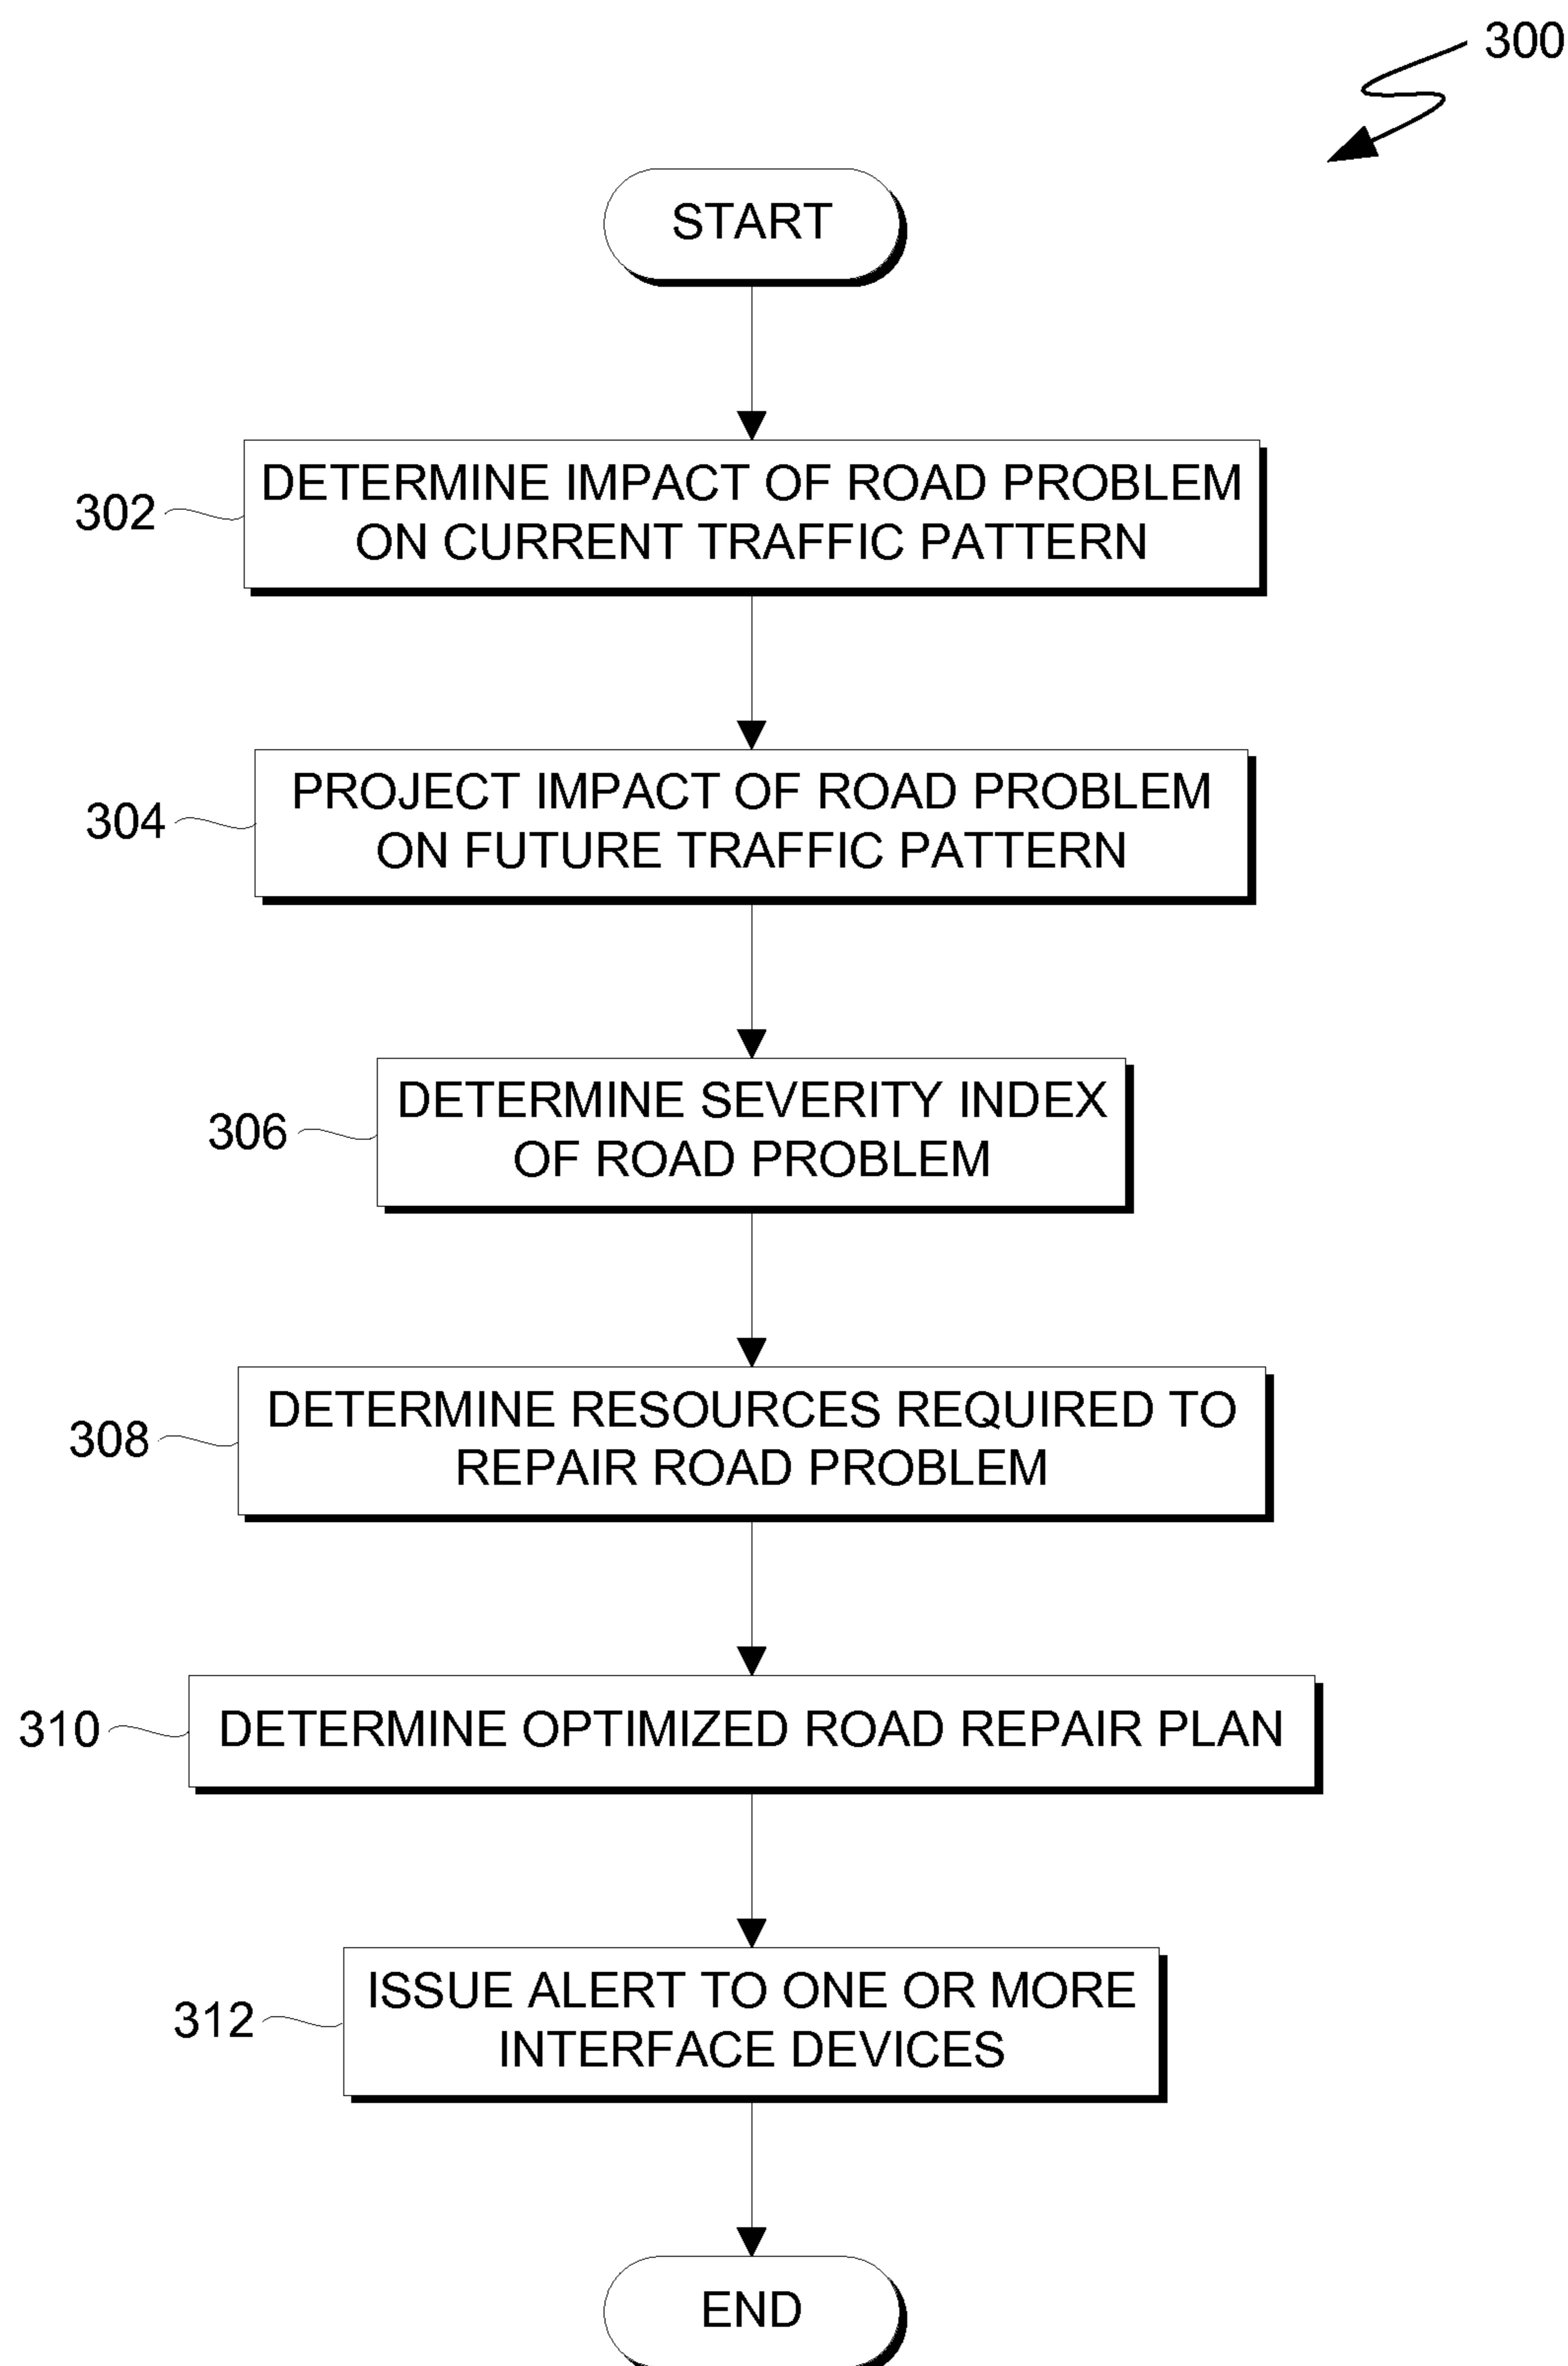 300
START
302
DETERMINE IMPACT OF ROAD PROBLEM
ON CURRENT TRAFFIC PATTERN
304
PROJECT IMPACT OF ROAD PROBLEM
ON FUTURE TRAFFIC PATTERN
306
DETERMINE SEVERITY INDEX
OF ROAD PROBLEM
308
DETERMINE RESOURCES REQUIRED TO
REPAIR ROAD PROBLEM
310
DETERMINE OPTIMIZED ROAD REPAIR PLAN
312
ISSUE ALERT TO ONE OR MORE
INTERFACE DEVICES
END